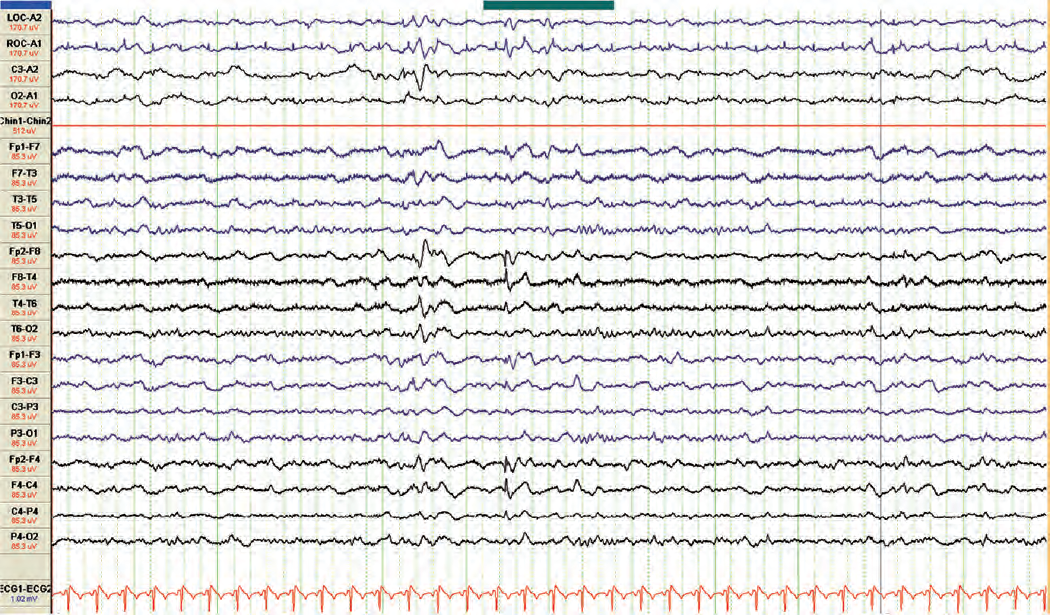 LOC-A2
170.7 uV
ROC-A1
170.7 uV
C3-A2
170.7 uV
O2-A1
170.7 uV
Chin1-Chin2
512 uV
Fp1-F7
85.3 uV
F7-T3
85.3 uV
T3-T5
85.3 uV
T5-O1
85.3 uV
Fp2-F8
85.3 uV
F8-T4
85.3 uV
T4-T6
85.3 uV
T6-O2
85.3 uV
Fp1-F3
85.3 uV
F3-C3
85.3 uV
C3-P3
85.3 uV
P3-O1
85.3 uV
Fp2-F4
85.3 uV
F4-C4
85.3 uV
C4-P4
85.3 uV
P4-O2
85.3 uV
ECG1-ECG2
1.02 mV